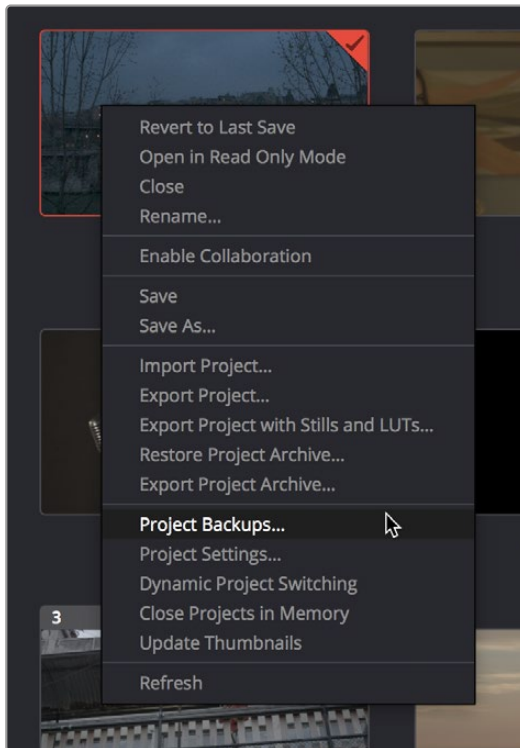 Revert to Last Save
Open in Read Only Mode
Close
Rename...
Enable Collaboration
Save
Save As...
Import Project...
Export Project...
Export Project with Stills and LUTs...
Restore Project Archive...
Export Project Archive...
Project Backups...
Project Settings...
Dynamic Project Switching
3
Close Projects in Memory
Update Thumbnails
Refresh